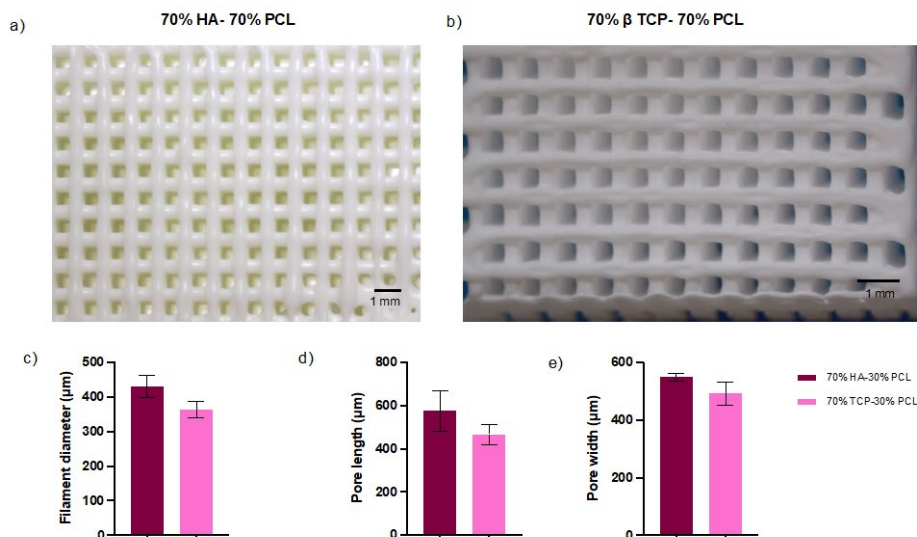 a)
70% HA- 70% PCL
b)
70% β TCP- 70% PCL
1 mm
1 mm
c)
Filament diameter (µm)
500
400
300
200
100
0
d)
Pore length (µm)
800
600
400
200
0
e)
Pore width (µm)
600
400
200
0
70% HA-30% PCL
70% TCP-30% PCL